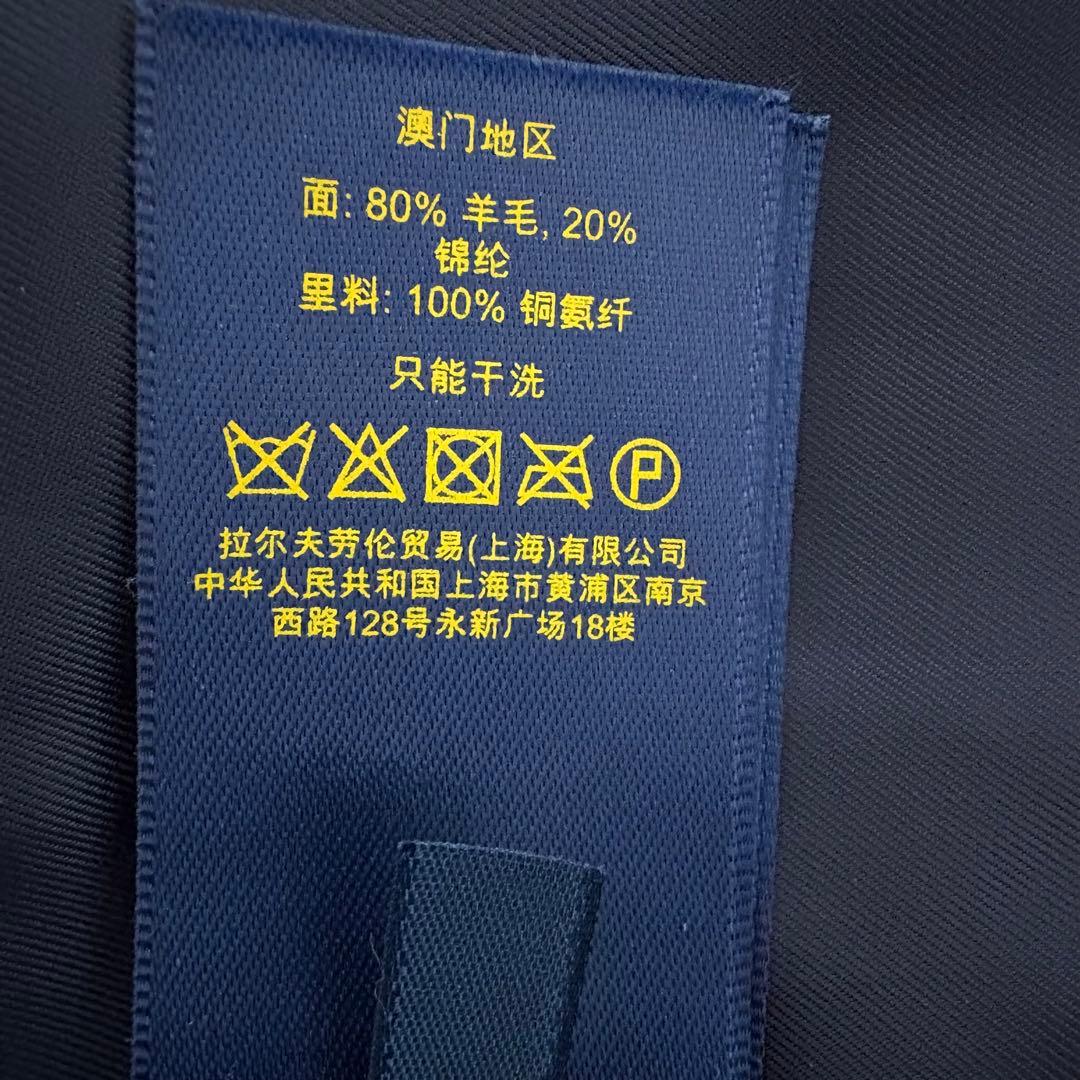 澳门地区
面: 80% 羊毛, 20%
锦纶
里料: 100% 铜氨纤
只能干洗
P
拉尔夫劳伦贸易(上海)有限公司
中华人民共和国上海市黄浦区南京
西路128号永新广场18楼